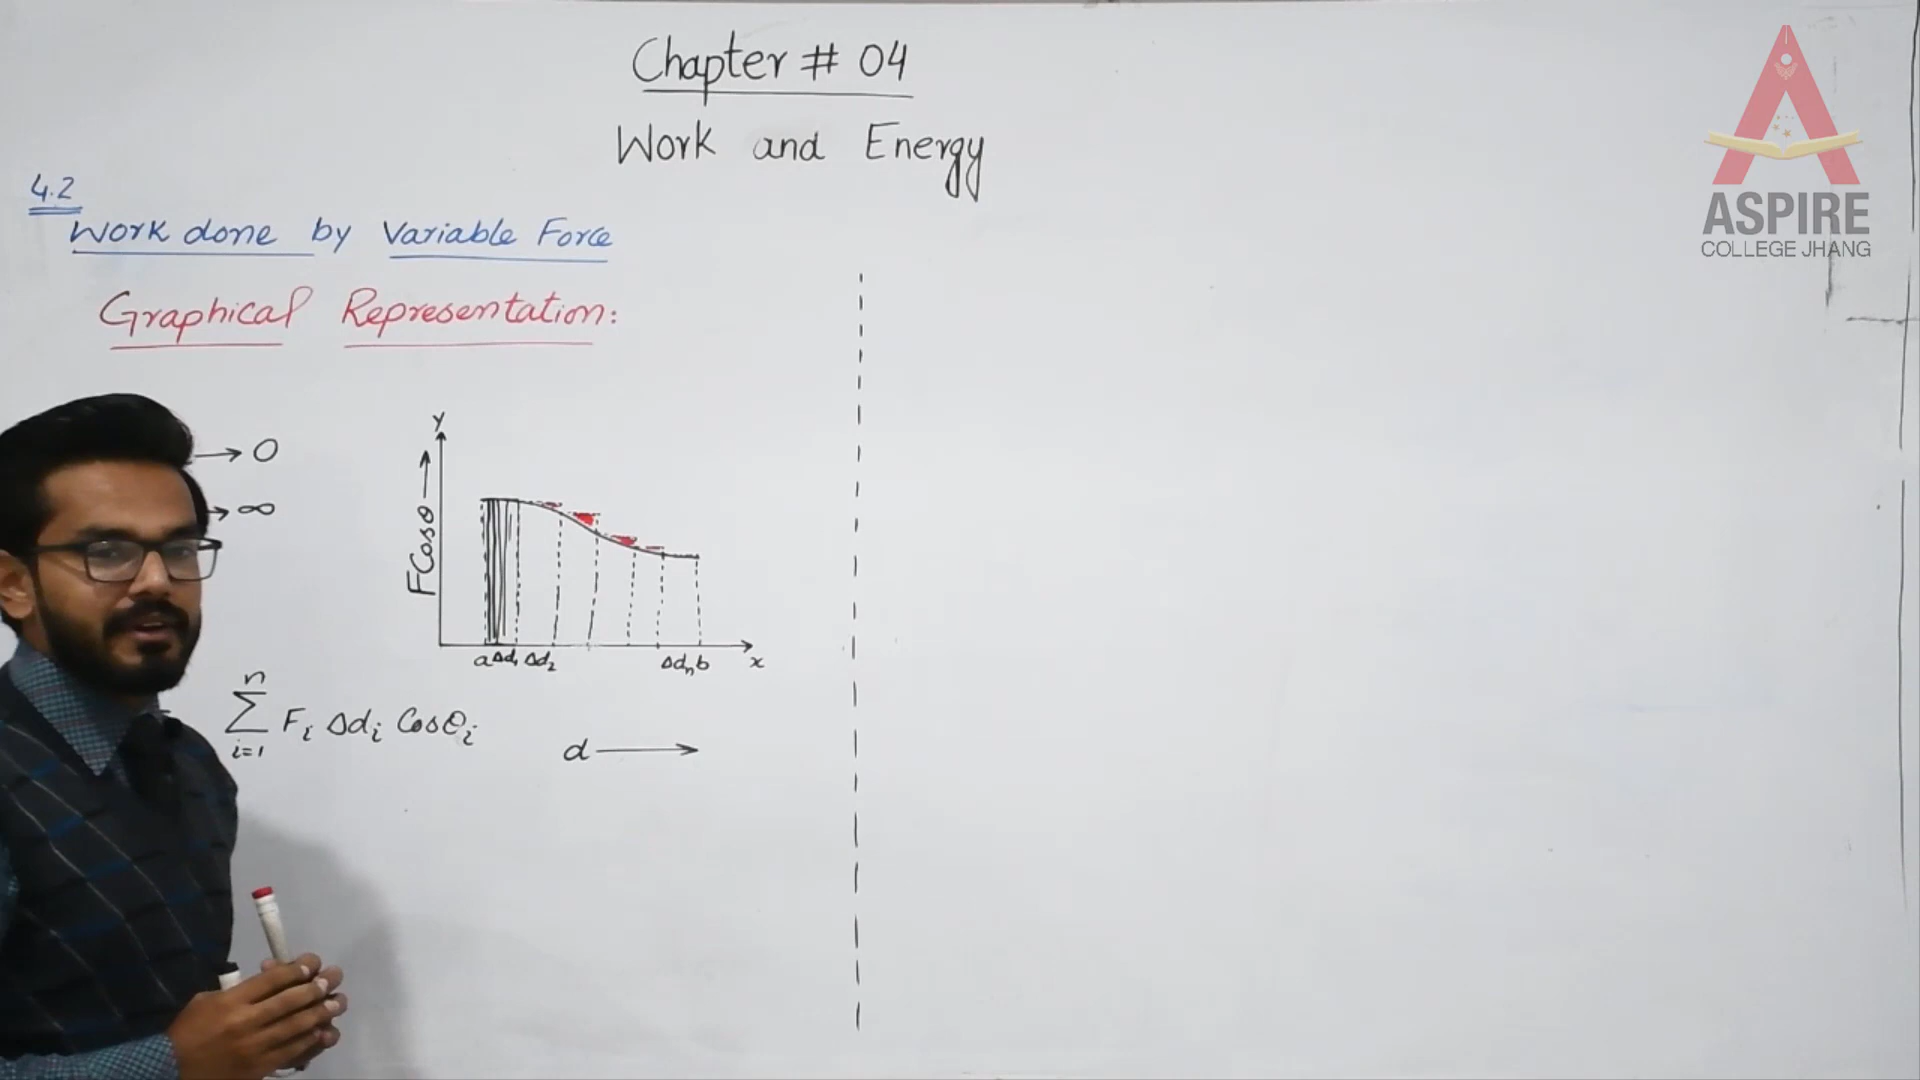 Chapter # 04
Work and Energy
ASPIRE
COLLEGE JHANG
4.2
Work done by Variable Force
Graphical Representation:
→ 0
→ ∞
Y
FCosθ →
a Δd₁ Δd₂ Δdₙ b x
n
∑ Fᵢ Δdᵢ Cosθᵢ
i=1
d →